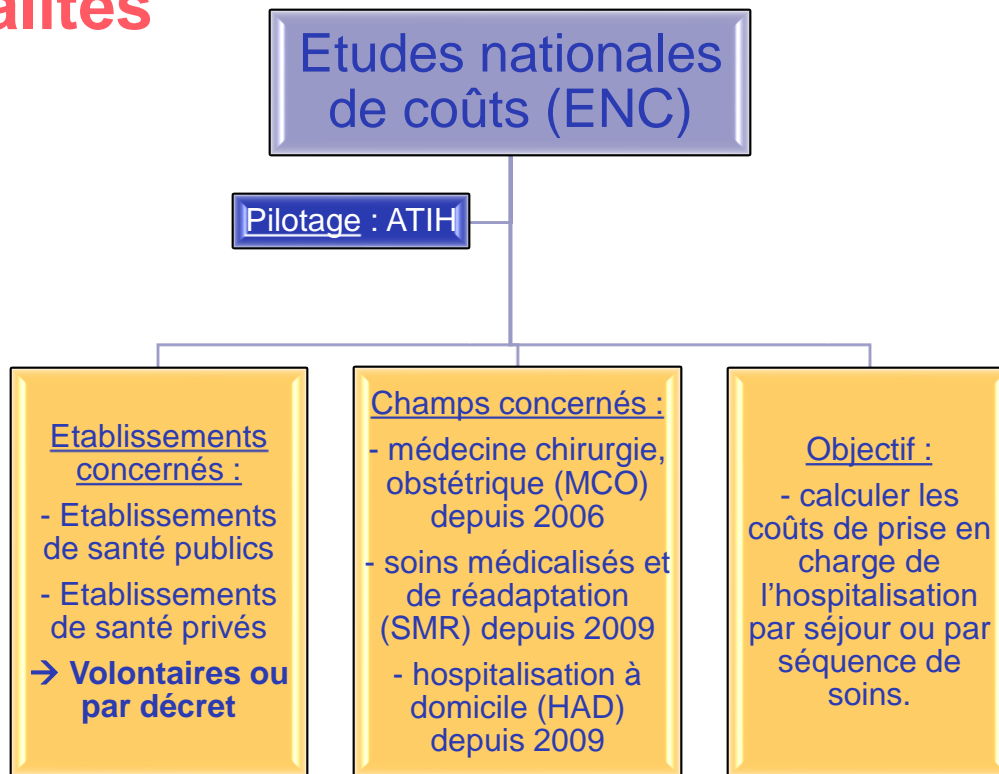 Etudes nationales
de coûts (ENC)
Pilotage : ATIH
Etablissements
concernés :
- Etablissements
de santé publics
- Etablissements
de santé privés
→ Volontaires ou
par décret
Champs concernés :
- médecine chirurgie,
obstétrique (MCO)
depuis 2006
- soins médicalisés et
de réadaptation
(SMR) depuis 2009
- hospitalisation à
domicile (HAD)
depuis 2009
Objectif :
- calculer les
coûts de prise en
charge de
l’hospitalisation
par séjour ou par
séquence de
soins.